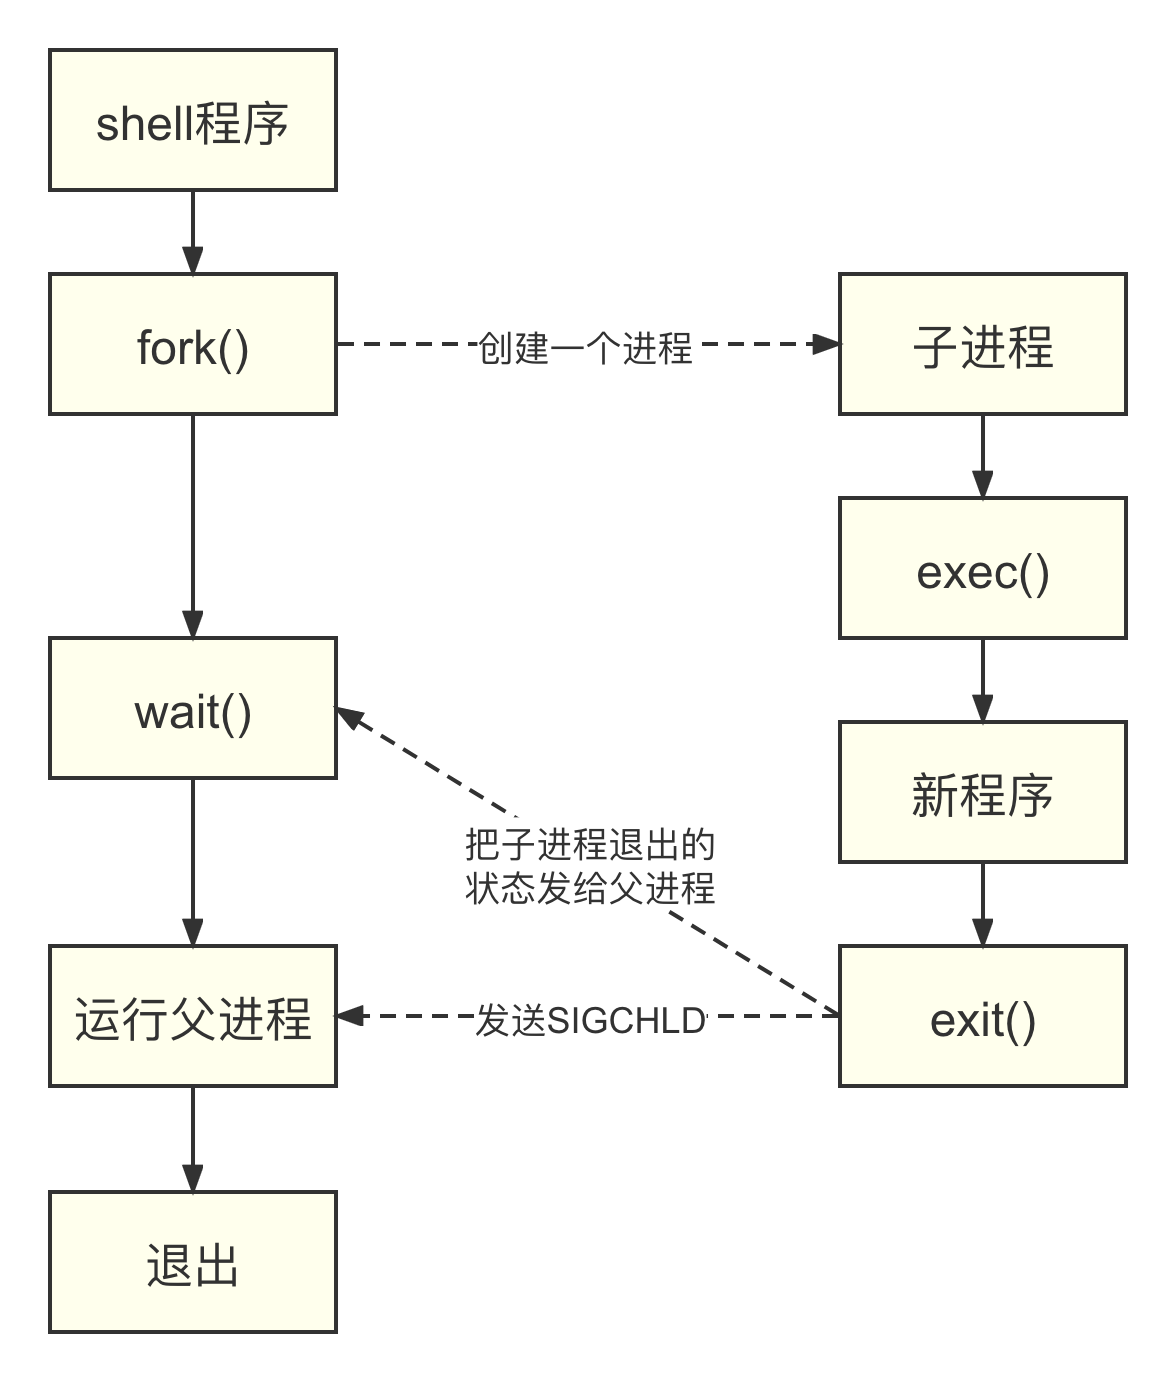 shell程序
fork()
创建一个进程
子进程
exec()
wait()
新程序
把子进程退出的
状态发给父进程
运行父进程
发送SIGCHLD
exit()
退出